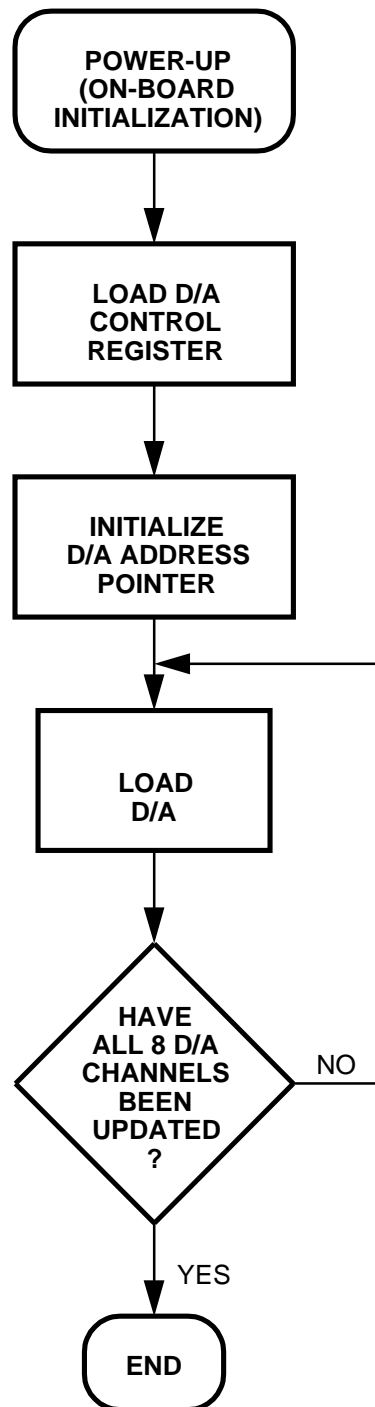 POWER-UP
(ON-BOARD
INITIALIZATION)
LOAD D/A
CONTROL
REGISTER
INITIALIZE
D/A ADDRESS
POINTER
LOAD
D/A
HAVE
ALL 8 D/A
CHANNELS
BEEN
UPDATED
?
NO
YES
END